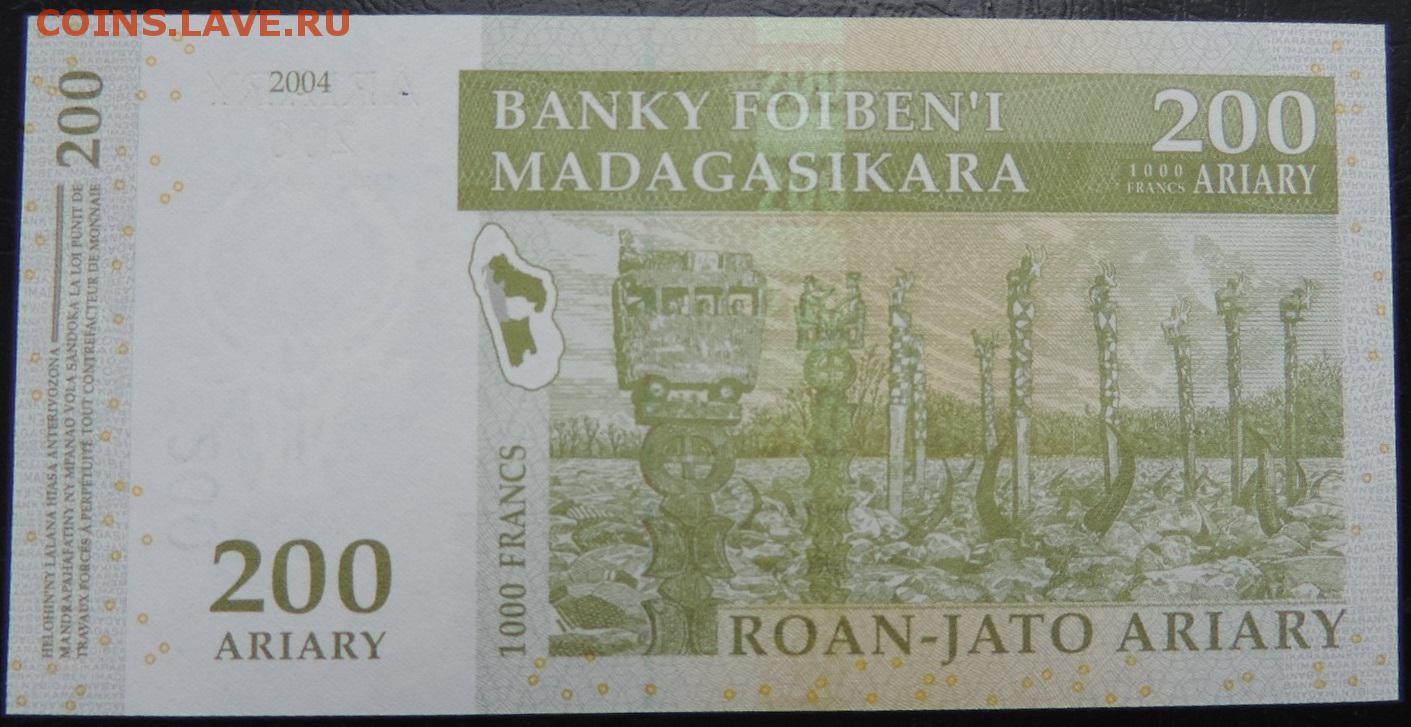 COINS.LAVE.RU
2004
BANKY FOIBEN'I
MADAGASIKARA
200
1000
FRANCS
ARIARY
200
HELOHIN'NY LALANA HIASA ANTERIVOZONA
MANDRAPAHAFATINY NY MPANAO VOLA SANDOKA LA LOI PUNIT DE
TRAVAUX FORCÉS À PERPÉTUITÉ TOUT CONTREFACTEUR DE MONNAIE
1000 FRANCS
200
ARIARY
ROAN-JATO ARIARY